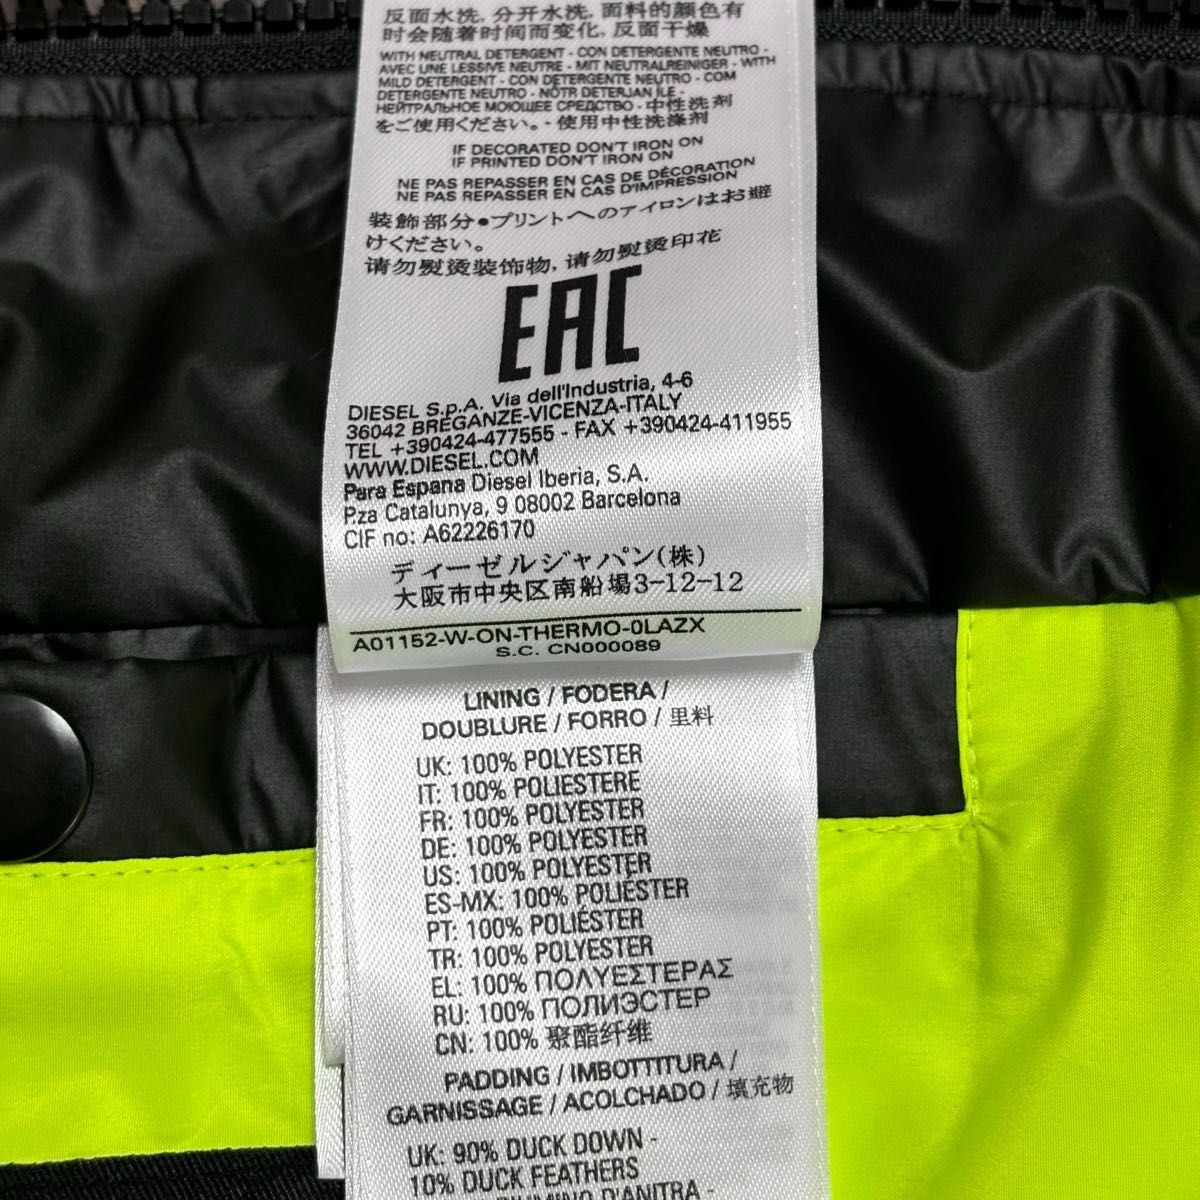 反面水洗, 分开水洗, 面料的颜色有
时会随着时间而变化, 反面干燥
WITH NEUTRAL DETERGENT - CON DETERGENTE NEUTRO -
AVEC UNE LESSIVE NEUTRE - MIT NEUTRALREINIGER - WITH
MILD DETERGENT - CON DETERGENTE NEUTRO - COM
DETERGENTE NEUTRO - NÖTR DETERJAN İLE -
НЕЙТРАЛЬНОЕ МОЮЩЕЕ СРЕДСТВО - 中性洗剤
をご使用ください。- 使用中性洗涤剂
IF DECORATED DON'T IRON ON
IF PRINTED DON'T IRON ON
NE PAS REPASSER EN CAS DE DÉCORATION
NE PAS REPASSER EN CAS D'IMPRESSION
装飾部分●プリントへのアイロンはお避
けください。
请勿熨烫装饰物, 请勿熨烫印花
EAC
DIESEL S.p.A. Via dell'Industria, 4-6
36042 BREGANZE-VICENZA-ITALY
TEL +390424-477555 - FAX +390424-411955
WWW.DIESEL.COM
Para Espana Diesel Iberia, S.A.
P.za Catalunya, 9 08002 Barcelona
CIF no: A62226170
ディーゼルジャパン(株)
大阪市中央区南船場3-12-12
A01152-W-ON-THERMO-0LAZX
S.C. CN000089
LINING / FODERA /
DOUBLURE / FORRO / 里料
UK: 100% POLYESTER
IT: 100% POLIESTERE
FR: 100% POLYESTER
DE: 100% POLYESTER
US: 100% POLYESTER
ES-MX: 100% POLIÉSTER
PT: 100% POLIÉSTER
TR: 100% POLYESTER
EL: 100% ΠΟΛΥΕΣΤΕΡΑΣ
RU: 100% ПОЛИЭСТЕР
CN: 100% 聚酯纤维
PADDING / IMBOTTITURA /
GARNISSAGE / ACOLCHADO / 填充物
UK: 90% DUCK DOWN -
10% DUCK FEATHERS
D'ANITRA -